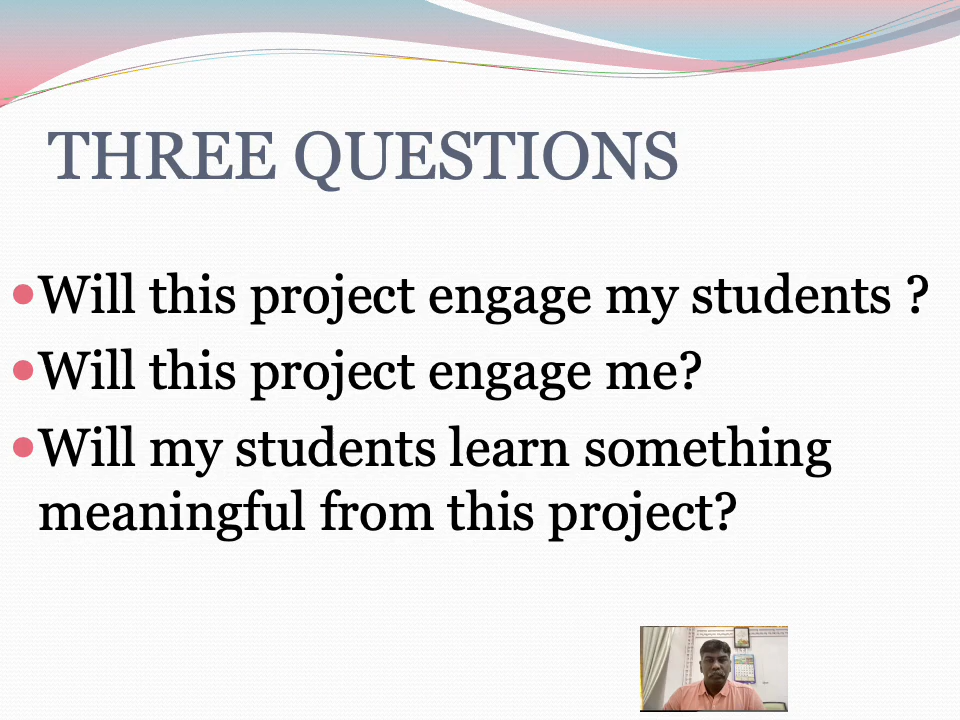 THREE QUESTIONS
•Will this project engage my students ?
•Will this project engage me?
•Will my students learn something
meaningful from this project?